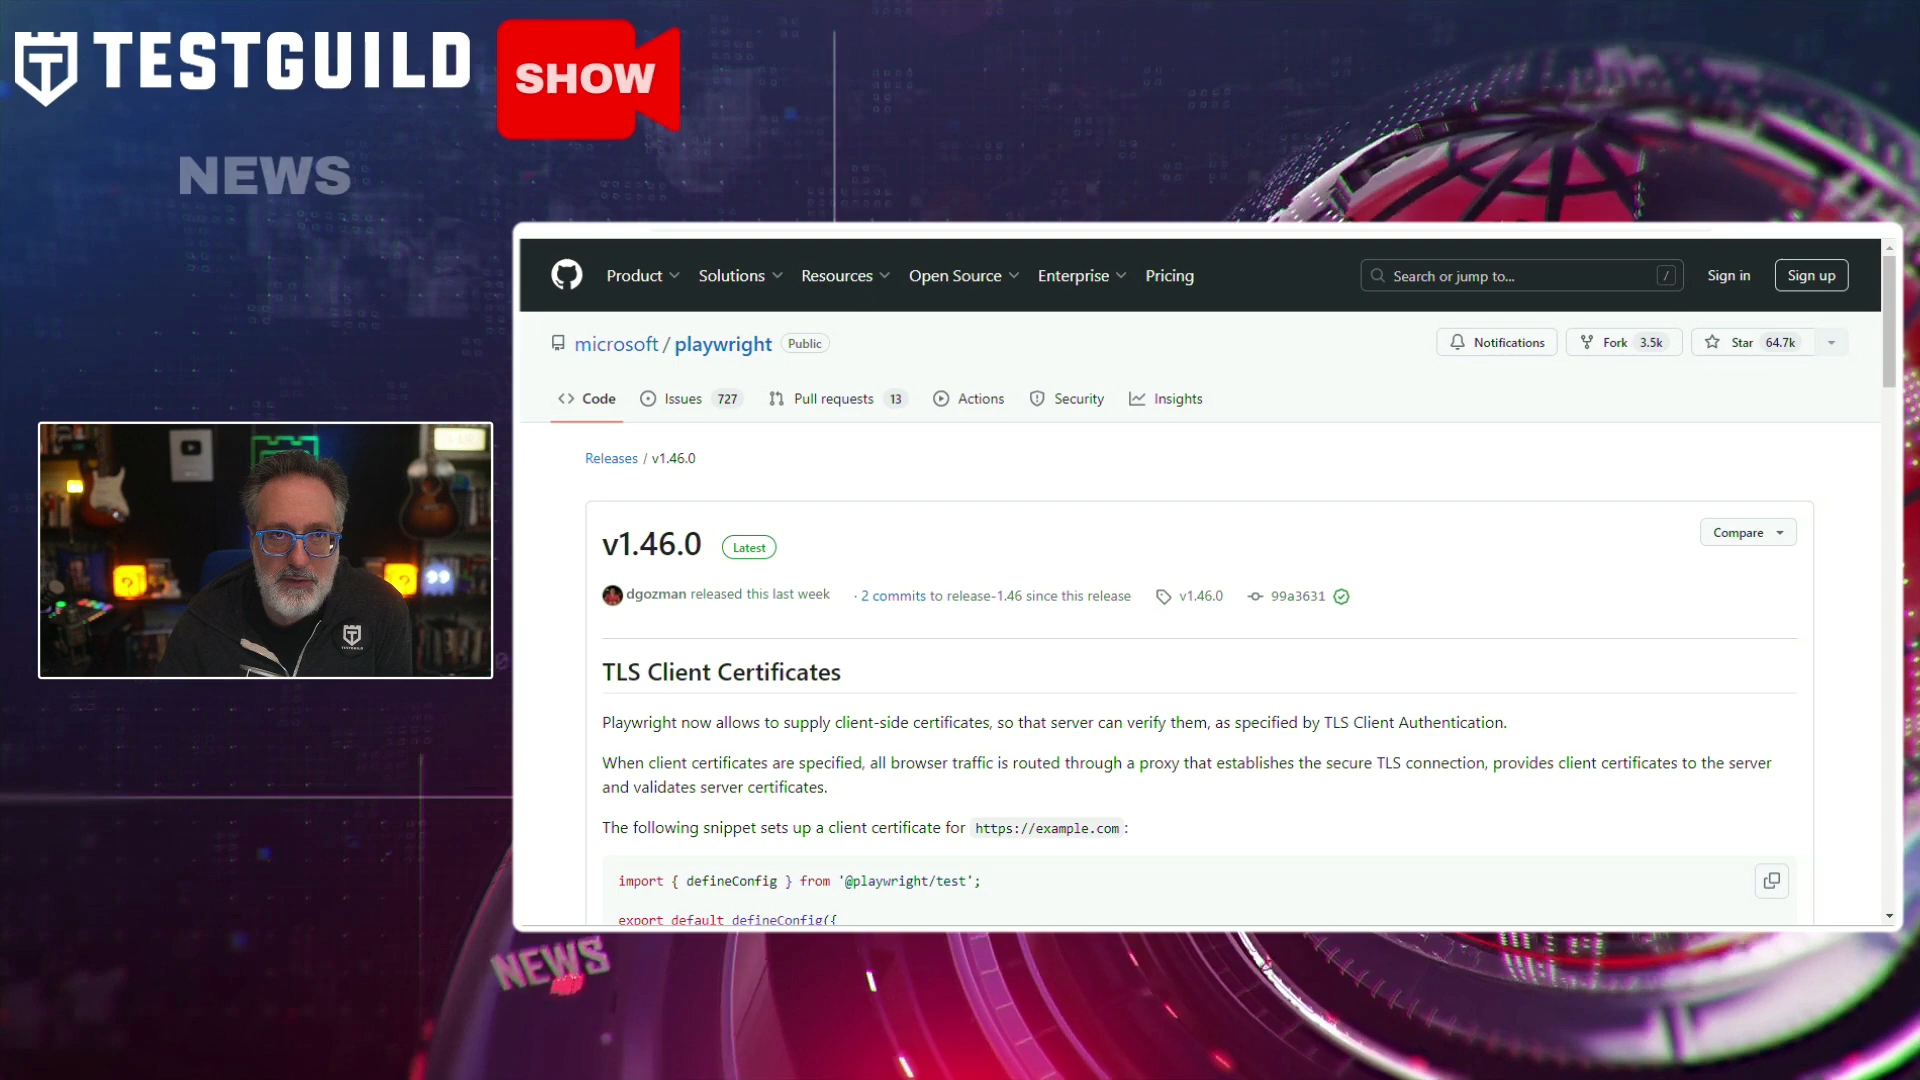 TESTGUILD
SHOW
NEWS
Product
Solutions
Resources
Open Source
Enterprise
Pricing
Search or jump to...
/
Sign in
Sign up
microsoft / playwright
Public
Notifications
Fork 3.5k
Star 64.7k
Code
Issues 727
Pull requests 13
Actions
Security
Insights
Releases / v1.46.0
v1.46.0
Latest
Compare
dgozman released this last week
· 2 commits to release-1.46 since this release
v1.46.0
99a3631
TLS Client Certificates
Playwright now allows to supply client-side certificates, so that server can verify them, as specified by TLS Client Authentication.
When client certificates are specified, all browser traffic is routed through a proxy that establishes the secure TLS connection, provides client certificates to the server
and validates server certificates.
The following snippet sets up a client certificate for https://example.com :
import { defineConfig } from '@playwright/test';
export default defineConfig({
NEWS